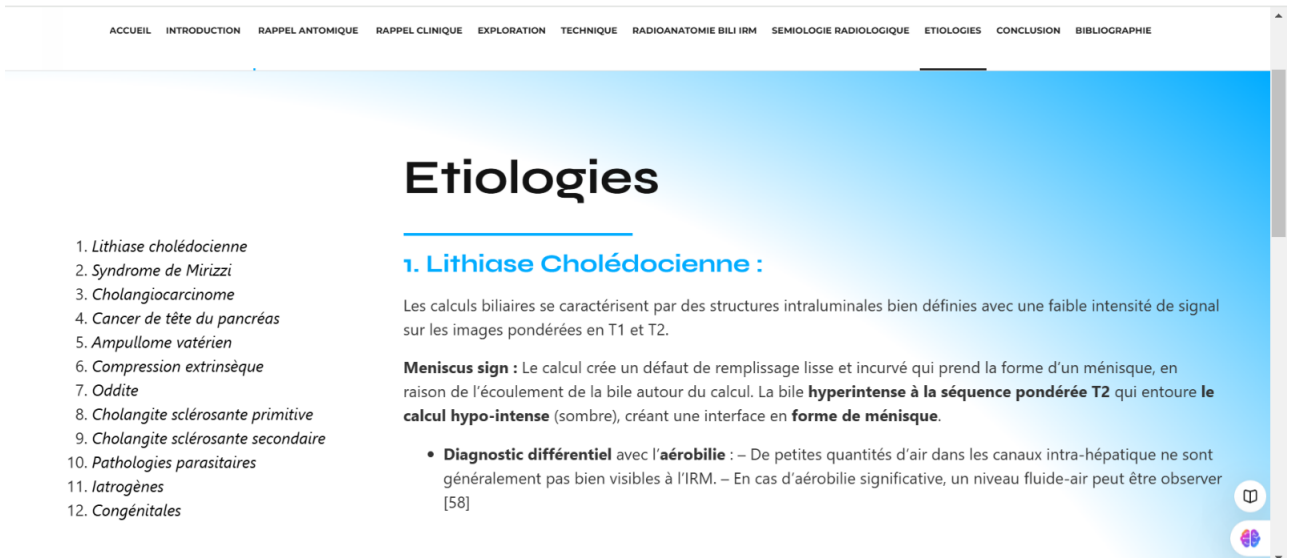 ACCUEIL INTRODUCTION RAPPEL ANTOMIQUE RAPPEL CLINIQUE EXPLORATION TECHNIQUE RADIOANATOMIE BILI IRM SEMIOLOGIE RADIOLOGIQUE ETIOLOGIES CONCLUSION BIBLIOGRAPHIE
1. Lithiase cholédocienne
2. Syndrome de Mirizzi
3. Cholangiocarcinome
4. Cancer de tête du pancréas
5. Ampullome vatérien
6. Compression extrinsèque
7. Oddite
8. Cholangite sclérosante primitive
9. Cholangite sclérosante secondaire
10. Pathologies parasitaires
11. Iatrogènes
12. Congénitales
Etiologies
1. Lithiase Cholédocienne :
Les calculs biliaires se caractérisent par des structures intraluminales bien définies avec une faible intensité de signal
sur les images pondérées en T1 et T2.
Meniscus sign : Le calcul crée un défaut de remplissage lisse et incurvé qui prend la forme d’un ménisque, en
raison de l’écoulement de la bile autour du calcul. La bile hyperintense à la séquence pondérée T2 qui entoure le
calcul hypo-intense (sombre), créant une interface en forme de ménisque.
• Diagnostic différentiel avec l’aérobilie : – De petites quantités d’air dans les canaux intra-hépatique ne sont
généralement pas bien visibles à l’IRM. – En cas d’aérobilie significative, un niveau fluide-air peut être observer
[58]